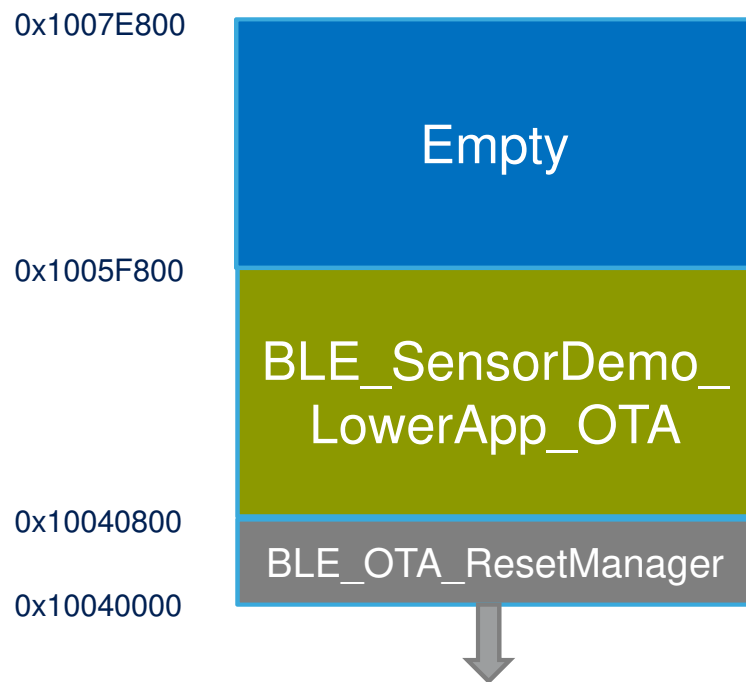 0x1007E800
Empty
0x1005F800
BLE_SensorDemo_
LowerApp_OTA
0x10040800
BLE_OTA_ResetManager
0x10040000